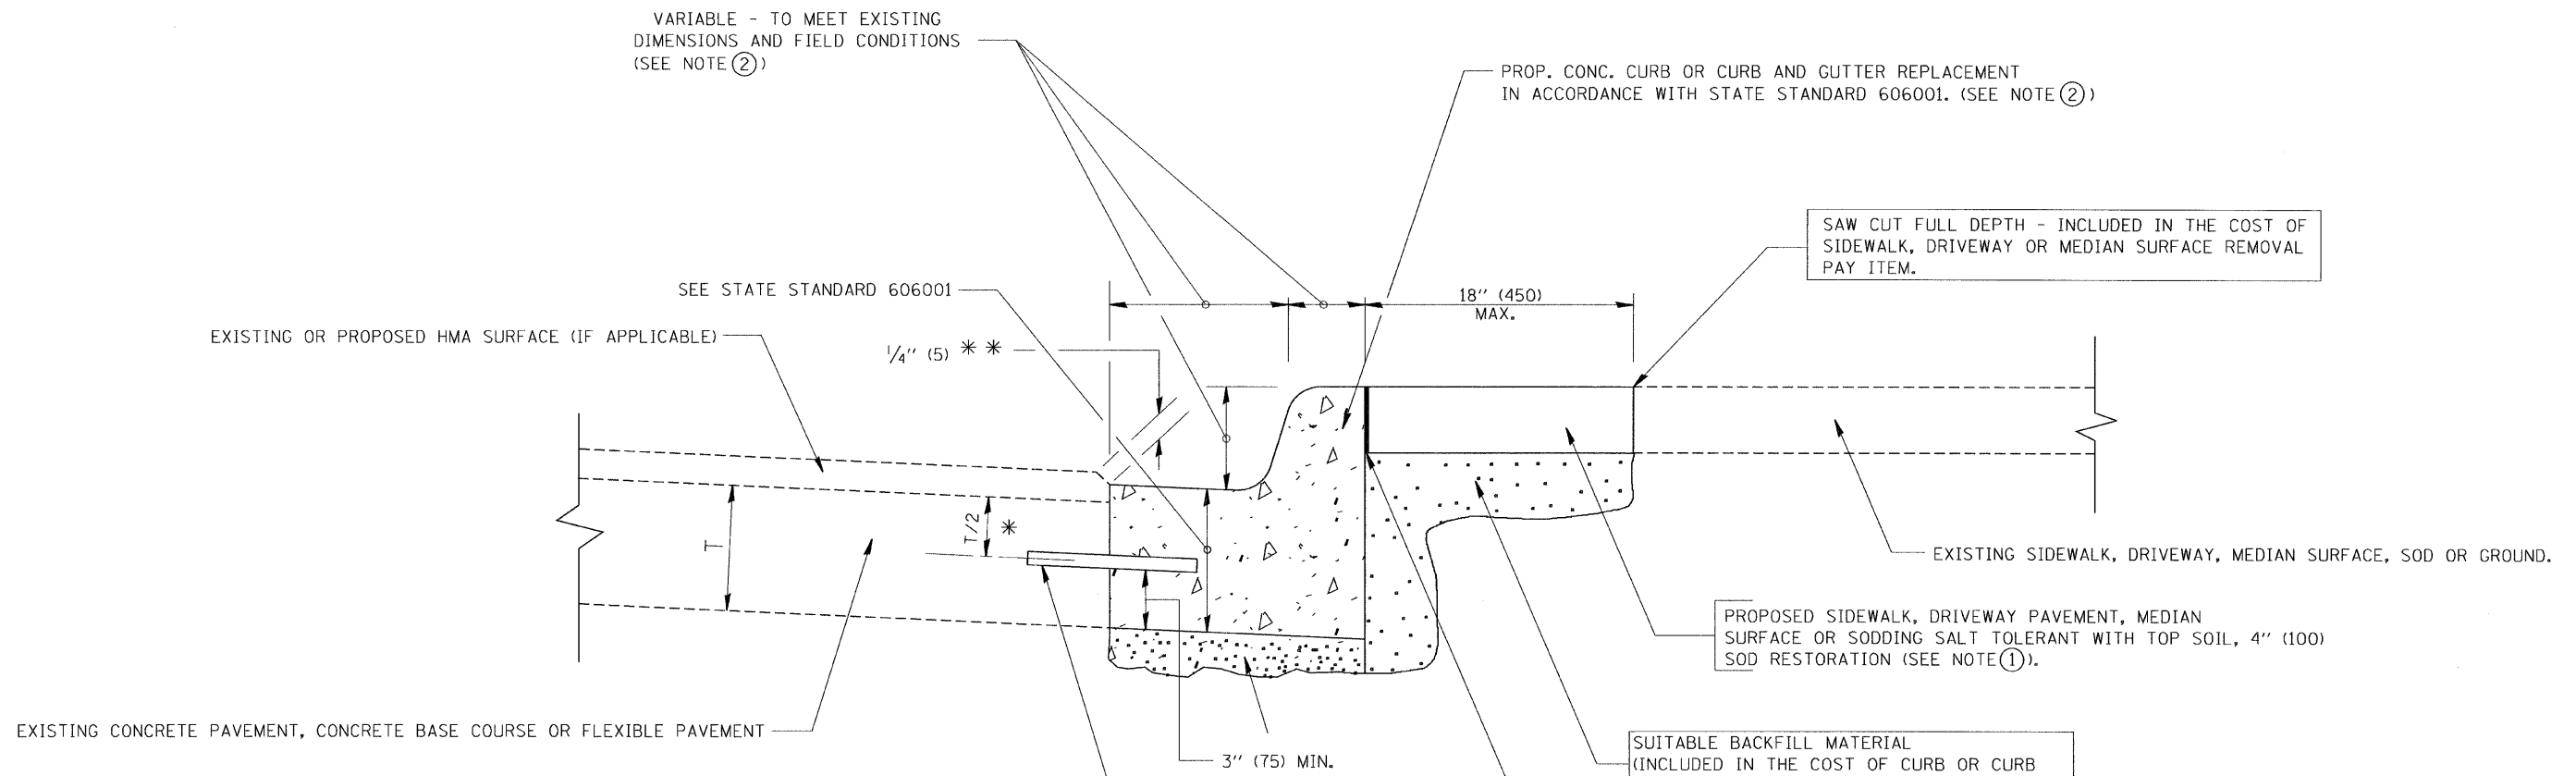 VARIABLE - TO MEET EXISTING
DIMENSIONS AND FIELD CONDITIONS
(SEE NOTE ②)
PROP. CONC. CURB OR CURB AND GUTTER REPLACEMENT
IN ACCORDANCE WITH STATE STANDARD 606001. (SEE NOTE ②)
SAW CUT FULL DEPTH - INCLUDED IN THE COST OF
SIDEWALK, DRIVEWAY OR MEDIAN SURFACE REMOVAL
PAY ITEM.
SEE STATE STANDARD 606001
18" (450)
MAX.
EXISTING OR PROPOSED HMA SURFACE (IF APPLICABLE)
1/4" (5) * *
T
T/2 *
EXISTING SIDEWALK, DRIVEWAY, MEDIAN SURFACE, SOD OR GROUND.
PROPOSED SIDEWALK, DRIVEWAY PAVEMENT, MEDIAN
SURFACE OR SODDING SALT TOLERANT WITH TOP SOIL, 4" (100)
SOD RESTORATION (SEE NOTE ①).
EXISTING CONCRETE PAVEMENT, CONCRETE BASE COURSE OR FLEXIBLE PAVEMENT
3" (75) MIN.
SUITABLE BACKFILL MATERIAL
(INCLUDED IN THE COST OF CURB OR CURB